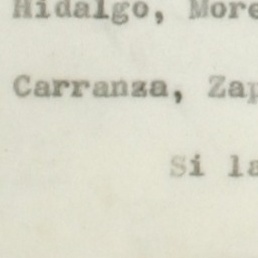 Hidalgo, More
Carranza, Zap
Si la